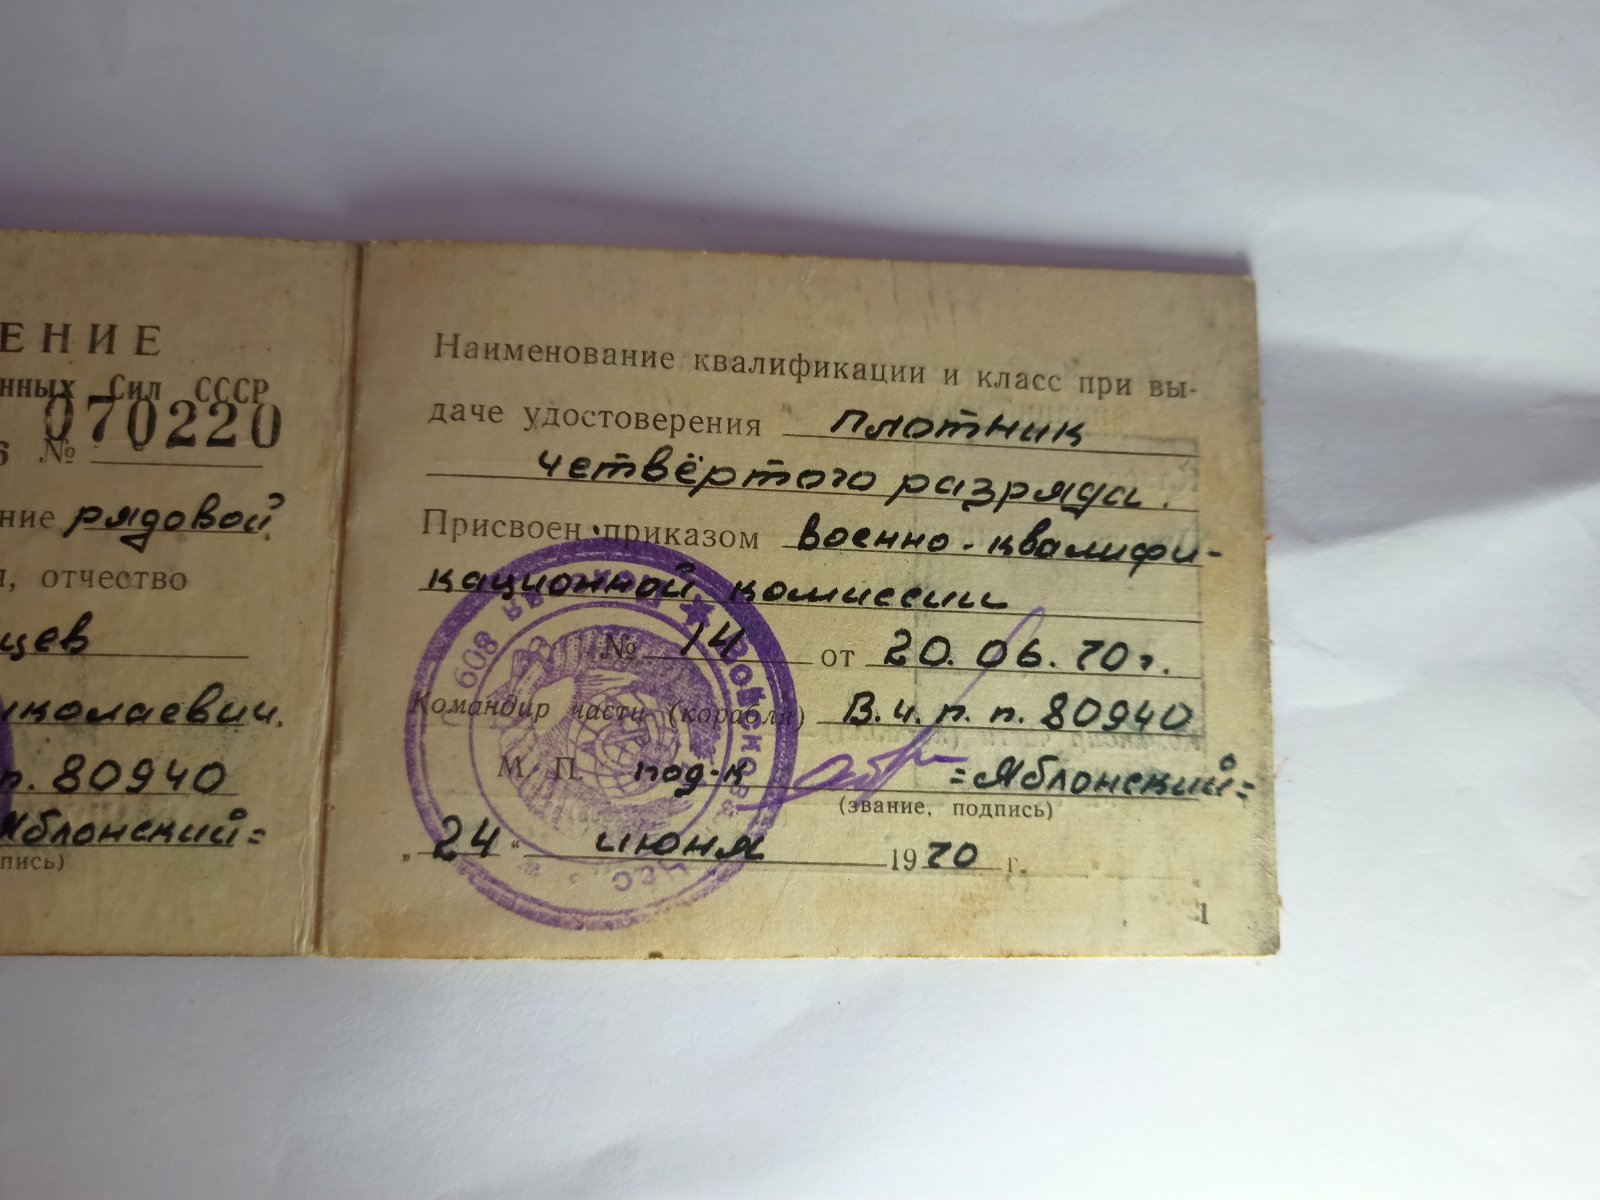 ЕНИЕ
нных Сил СССР
6 № 070220
ние рядовой
, отчество
цев
иколаевич.
п. 80940
Яблонский=
пись)
Наименование квалификации и класс при вы-
даче удостоверения плотник
четвёртого разряда.
Присвоен приказом военно-квалифи-
кационной комиссии
№ 14 от 20.06.70г.
Командир части (корабля) В.ч.п.п. 80940
М. П. под-к =Яблонский=
(звание, подпись)
„24“ июня 1970 г.
1